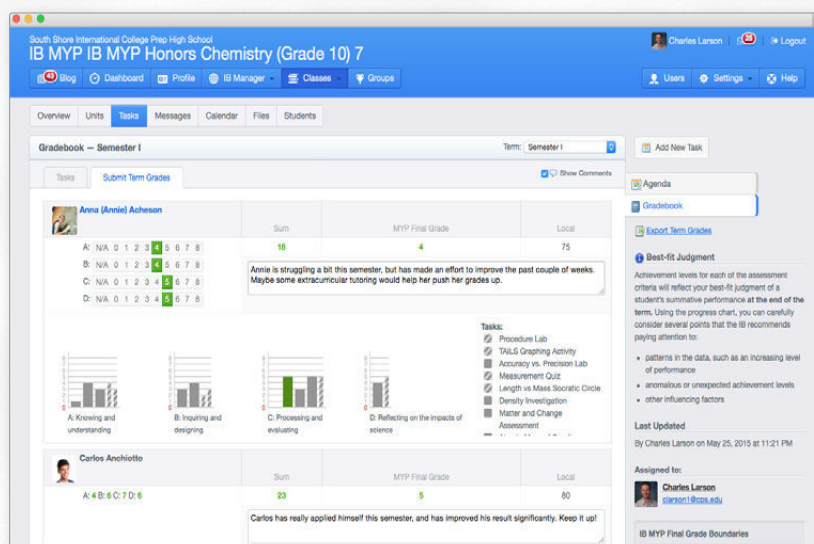 South Shore International College Prep High School
IB MYP IB MYP Honors Chemistry (Grade 10) 7
Charles Larson
25
Logout
43 Blog
Dashboard
Profile
IB Manager
Classes
Groups
Users
Settings
Help
Overview
Units
Tasks
Messages
Calendar
Files
Students
Gradebook — Semester I
Term: Semester I
Add New Task
Tasks
Submit Term Grades
Show Comments
Agenda
Gradebook
Export Term Grades
Anna (Annie) Acheson
Sum
MYP Final Grade
Local
18
4
75
A: N/A 0 1 2 3 4 5 6 7 8
B: N/A 0 1 2 3 4 5 6 7 8
C: N/A 0 1 2 3 4 5 6 7 8
D: N/A 0 1 2 3 4 5 6 7 8
Annie is struggling a bit this semester, but has made an effort to improve the past couple of weeks.
Maybe some extracurricular tutoring would help her push her grades up.
Best-fit Judgment
Achievement levels for each of the assessment
criteria will reflect your best-fit judgment of a
student's summative performance at the end of the
term. Using the progress chart, you can carefully
consider several points that the IB recommends
paying attention to:
patterns in the data, such as an increasing level
of performance
anomalous or unexpected achievement levels
other influencing factors
Tasks:
Procedure Lab
TAILS Graphing Activity
Accuracy vs. Precision Lab
Measurement Quiz
Length vs Mass Socratic Circle
Density Investigation
Matter and Change
Assessment
A: Knowing and
understanding
B: Inquiring and
designing
C: Processing and
evaluating
D: Reflecting on the impacts of
science
Last Updated
By Charles Larson on May 25, 2015 at 11:21 PM
Assigned to:
Charles Larson
clarson1@cps.edu
Carlos Anchiotto
Sum
MYP Final Grade
Local
A: 4 B: 6 C: 7 D: 6
23
5
80
Carlos has really applied himself this semester, and has improved his result significantly. Keep it up!
IB MYP Final Grade Boundaries